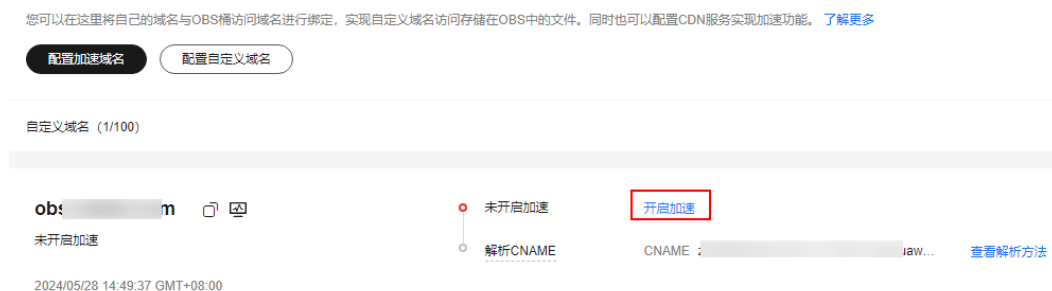 您可以在这里将自己的域名与OBS桶访问域名进行绑定，实现自定义域名访问存储在OBS中的文件。同时也可以配置CDN服务实现加速功能。 了解更多
配置加速域名 配置自定义域名
自定义域名（1/100）
obs m
未开启加速 开启加速
未开启加速
解析CNAME CNAME uaw... 查看解析方法
2024/05/28 14:49:37 GMT+08:00